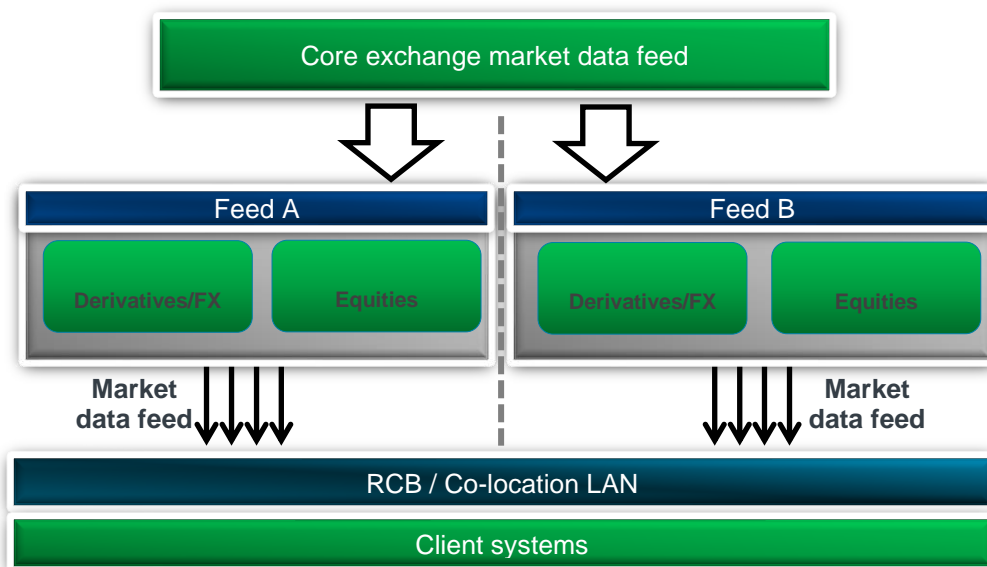 Core exchange market data feed
Feed A
Feed B
Derivatives/FX
Equities
Derivatives/FX
Equities
Market
data feed
Market
data feed
RCB / Co-location LAN
Client systems